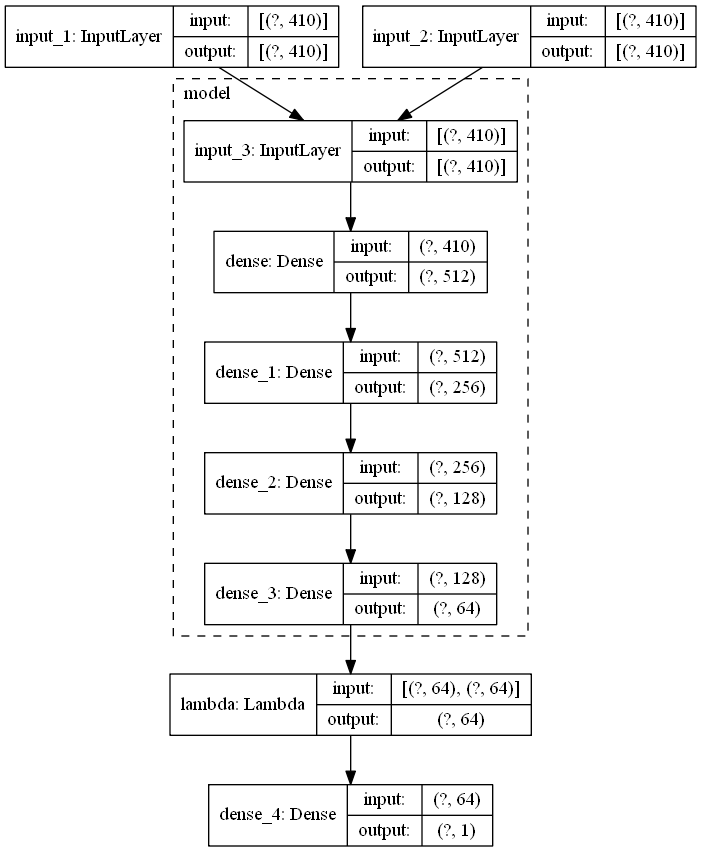 input_1: InputLayer input: [(?, 410)] output: [(?, 410)]
input_2: InputLayer input: [(?, 410)] output: [(?, 410)]
model
input_3: InputLayer input: [(?, 410)] output: [(?, 410)]
dense: Dense input: (?, 410) output: (?, 512)
dense_1: Dense input: (?, 512) output: (?, 256)
dense_2: Dense input: (?, 256) output: (?, 128)
dense_3: Dense input: (?, 128) output: (?, 64)
lambda: Lambda input: [(?, 64), (?, 64)] output: (?, 64)
dense_4: Dense input: (?, 64) output: (?, 1)